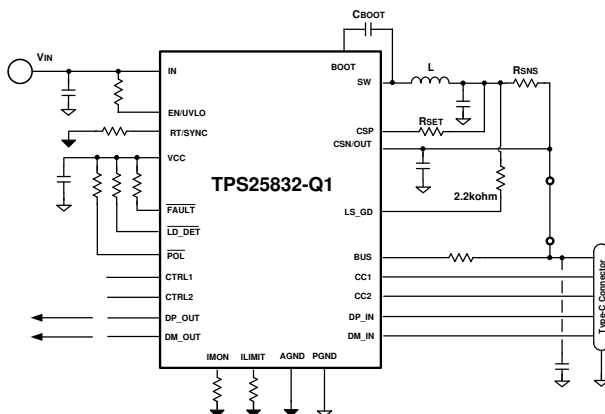 CBOOT
VIN
IN
BOOT
SW
L
RSNS
EN/UVLO
RT/SYNC
CSP
RSET
CSN/OUT
VCC
TPS25832-Q1
2.2kohm
FAULT
LS_GD
LD_DET
POL
BUS
CTRL1
CC1
CTRL2
CC2
DP_OUT
DP_IN
DM_OUT
DM_IN
Type-C Connector
IMON
ILIMIT
AGND
PGND